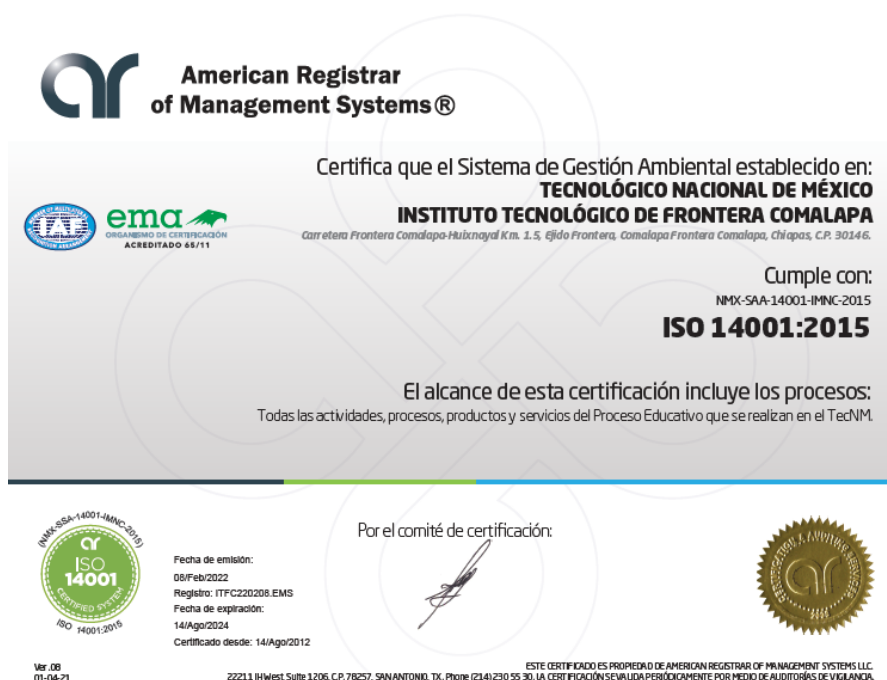 ar
American Registrar
of Management Systems®
Certifica que el Sistema de Gestión Ambiental establecido en:
TECNOLÓGICO NACIONAL DE MÉXICO
INSTITUTO TECNOLÓGICO DE FRONTERA COMALAPA
Carretera Frontera Comalapa-Huixnayal Km. 1.5, Ejido Frontera, Comalapa Frontera Comalapa, Chiapas, C.P. 30146.
IAF
ema
ORGANISMO DE CERTIFICACIÓN
ACREDITADO 65/11
Cumple con:
NMX-SAA-14001-IMNC-2015
ISO 14001:2015
El alcance de esta certificación incluye los procesos:
Todas las actividades, procesos, productos y servicios del Proceso Educativo que se realizan en el TecNM.
(NMX-SSA-14001-IMNC-2015)
ar
ISO
14001
CERTIFIED SYSTEM
ISO 14001:2015
Fecha de emisión:
08/Feb/2022
Registro: ITFC220208.EMS
Fecha de expiración:
14/Ago/2024
Certificado desde: 14/Ago/2012
Por el comité de certificación:
CERTIFICATION & AUDITING SERVICES
ar
Ver.08
01-04-21
ESTE CERTIFICADO ES PROPIEDAD DE AMERICAN REGISTRAR OF MANAGEMENT SYSTEMS LLC.
22211 IH West, Suite 1206, C.P. 78257, SAN ANTONIO, TX. Phone (214) 230 55 30. LA CERTIFICACIÓN SE VALIDA PERIÓDICAMENTE POR MEDIO DE AUDITORÍAS DE VIGILANCIA.